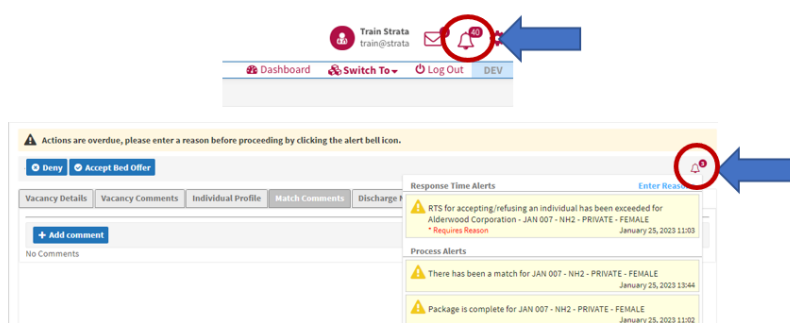 Train Strata
train@strata
40
Dashboard Switch To Log Out DEV
Actions are overdue, please enter a reason before proceeding by clicking the alert bell icon.
Deny Accept Bed Offer
Vacancy Details Vacancy Comments Individual Profile Match Comments Discharge
+ Add comment
No Comments
Response Time Alerts Enter
RTS for accepting/refusing an individual has been exceeded for
Alderwood Corporation - JAN 007 - NH2 - PRIVATE - FEMALE
* Requires Reason January 25, 2023 11:03
Process Alerts
There has been a match for JAN 007 - NH2 - PRIVATE - FEMALE
January 25, 2023 13:44
Package is complete for JAN 007 - NH2 - PRIVATE - FEMALE
January 25, 2023 11:02